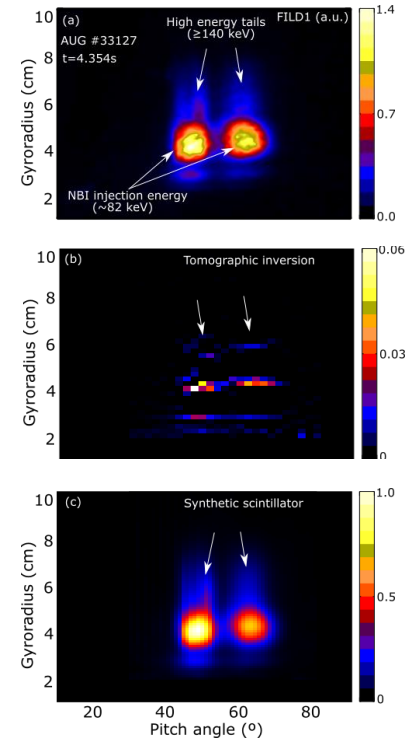 (a)
High energy tails
(≥140 keV)
FILD1 (a.u.)
AUG #33127
t=4.354s
NBI injection energy
(~82 keV)
Gyroradius (cm)
10
8
6
4
2
1.4
0.7
0.0
(b)
Tomographic inversion
Gyroradius (cm)
10
8
6
4
2
0.06
0.03
0
(c)
Synthetic scintillator
Gyroradius (cm)
10
8
6
4
2
1.0
0.5
0
20 40 60 80
Pitch angle (º)